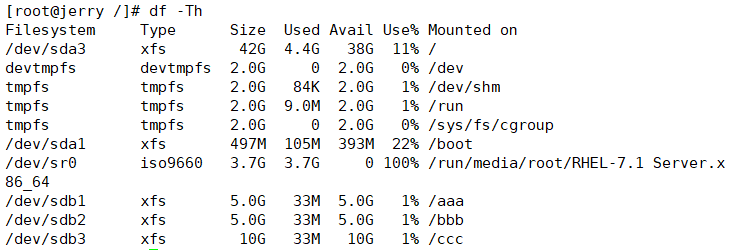 [root@jerry /]# df -Th
Filesystem     Type      Size  Used Avail Use% Mounted on
/dev/sda3      xfs        42G  4.4G   38G  11% /
devtmpfs       devtmpfs  2.0G     0  2.0G   0% /dev
tmpfs          tmpfs     2.0G   84K  2.0G   1% /dev/shm
tmpfs          tmpfs     2.0G  9.0M  2.0G   1% /run
tmpfs          tmpfs     2.0G     0  2.0G   0% /sys/fs/cgroup
/dev/sda1      xfs       497M  105M  393M  22% /boot
/dev/sr0       iso9660   3.7G  3.7G     0 100% /run/media/root/RHEL-7.1 Server.x
86_64
/dev/sdb1      xfs       5.0G   33M  5.0G   1% /aaa
/dev/sdb2      xfs       5.0G   33M  5.0G   1% /bbb
/dev/sdb3      xfs        10G   33M   10G   1% /ccc